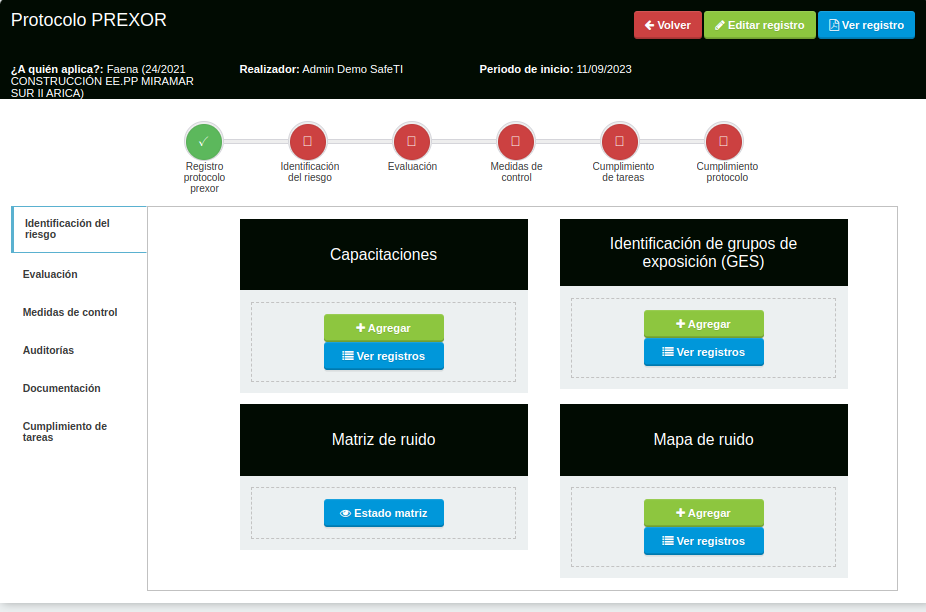 Protocolo PREXOR
Volver
Editar registro
Ver registro
¿A quién aplica?: Faena (24/2021
CONSTRUCCIÓN EE.PP MIRAMAR
SUR II ARICA)
Realizador: Admin Demo SafeTI
Periodo de inicio: 11/09/2023
Registro
protocolo
prexor
Identificación
del riesgo
Evaluación
Medidas de
control
Cumplimiento
de tareas
Cumplimiento
protocolo
Identificación del
riesgo
Evaluación
Medidas de control
Auditorías
Documentación
Cumplimiento de
tareas
Capacitaciones
Agregar
Ver registros
Identificación de grupos de
exposición (GES)
Agregar
Ver registros
Matriz de ruido
Estado matriz
Mapa de ruido
Agregar
Ver registros